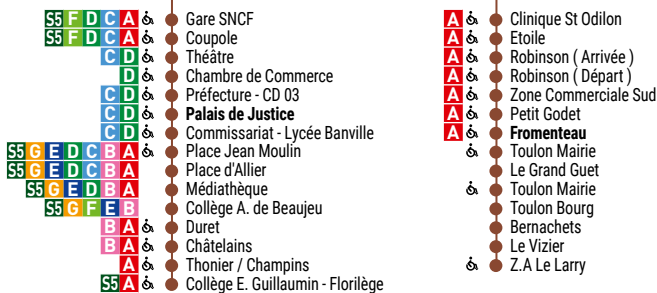 S5 F D C A Gare SNCF
S5 F D C A Coupole
C D Théâtre
D Chambre de Commerce
C D Préfecture - CD 03
C D Palais de Justice
C D Commissariat - Lycée Banville
S5 G E D C B A Place Jean Moulin
S5 G E D C B A Place d'Allier
S5 G E D B A Médiathèque
S5 G F E B Collège A. de Beaujeu
B A Duret
B A Châtelains
A Thonier / Champins
S5 A Collège E. Guillaumin - Florilège
A Clinique St Odilon
A Etoile
A Robinson ( Arrivée )
A Robinson ( Départ )
A Zone Commerciale Sud
A Petit Godet
A Fromenteau
Toulon Mairie
Le Grand Guet
Toulon Mairie
Toulon Bourg
Bernachets
Le Vizier
Z.A Le Larry